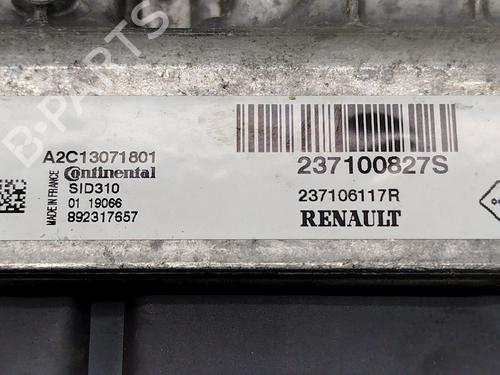 B-PARTS
A2C13071801
Continental
SID310
01 19066
892317657
MADE IN FRANCE
237100827S
237106117R
RENAULT